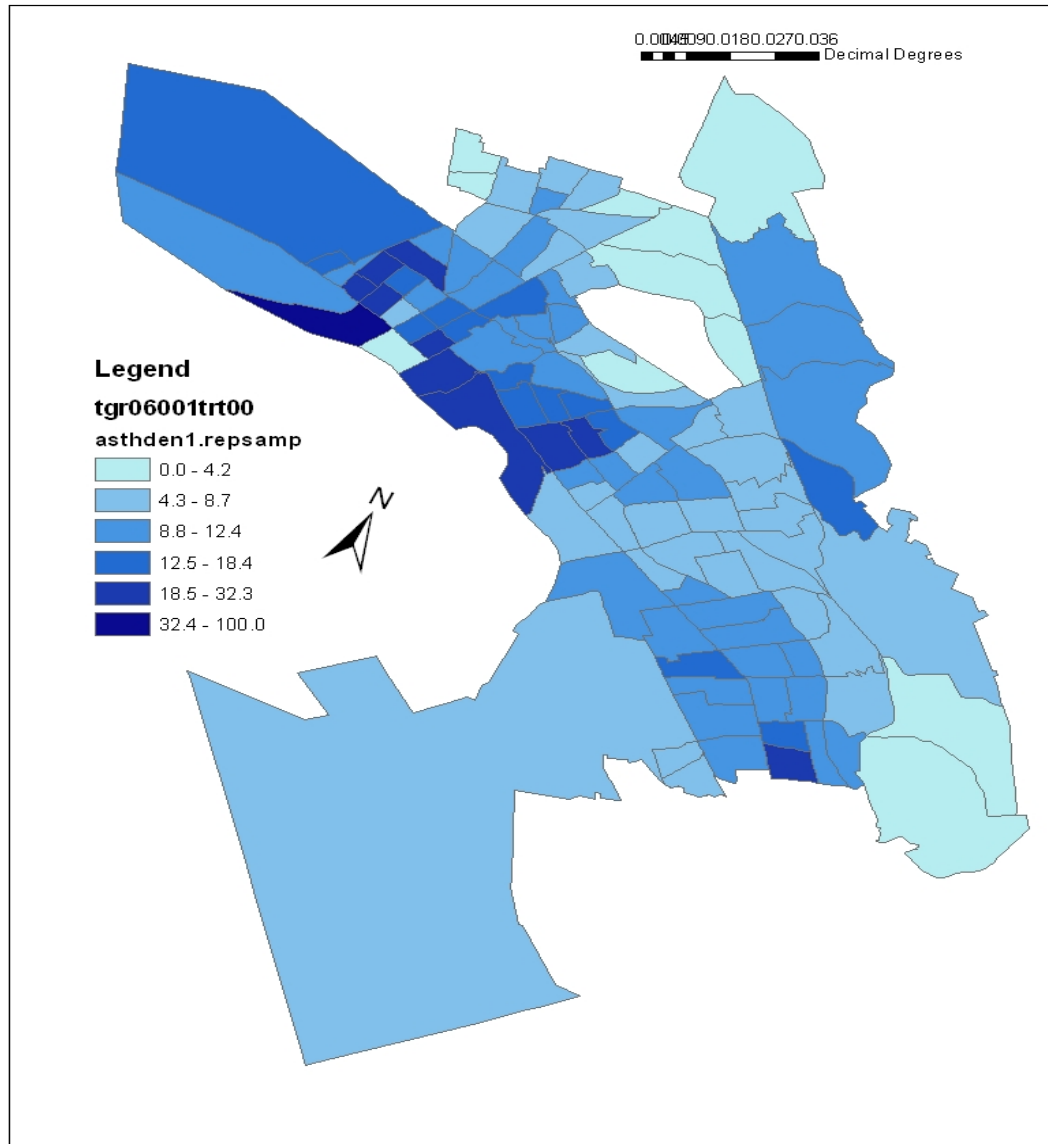 Decimal Degrees
Legend
tgr06001trt00
asthden1.repsamp
0.0 - 4.2
4.3 - 8.7
8.8 - 12.4
12.5 - 18.4
18.5 - 32.3
32.4 - 100.0
N